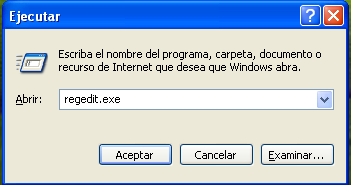 Ejecutar
Escriba el nombre del programa, carpeta, documento o
recurso de Internet que desea que Windows abra.
Abrir: regedit.exe
Aceptar Cancelar Examinar...